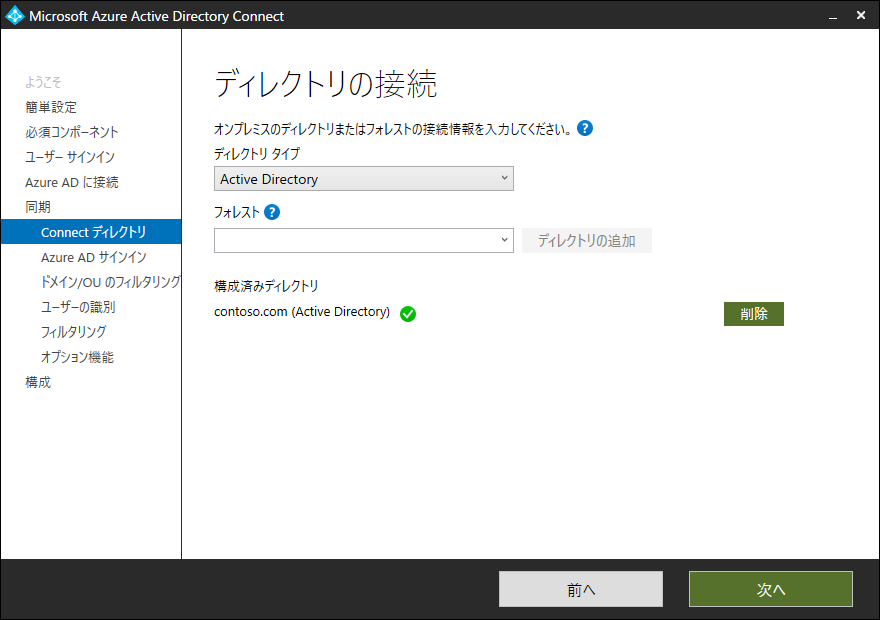 Microsoft Azure Active Directory Connect
ようこそ
簡単設定
必須コンポーネント
ユーザー サインイン
Azure AD に接続
同期
Connect ディレクトリ
Azure AD サインイン
ドメイン/OU のフィルタリング
ユーザーの識別
フィルタリング
オプション機能
構成
ディレクトリの接続
オンプレミスのディレクトリまたはフォレストの接続情報を入力してください。 ?
ディレクトリ タイプ
Active Directory
フォレスト ?
ディレクトリの追加
構成済みディレクトリ
contoso.com (Active Directory)
削除
前へ
次へ